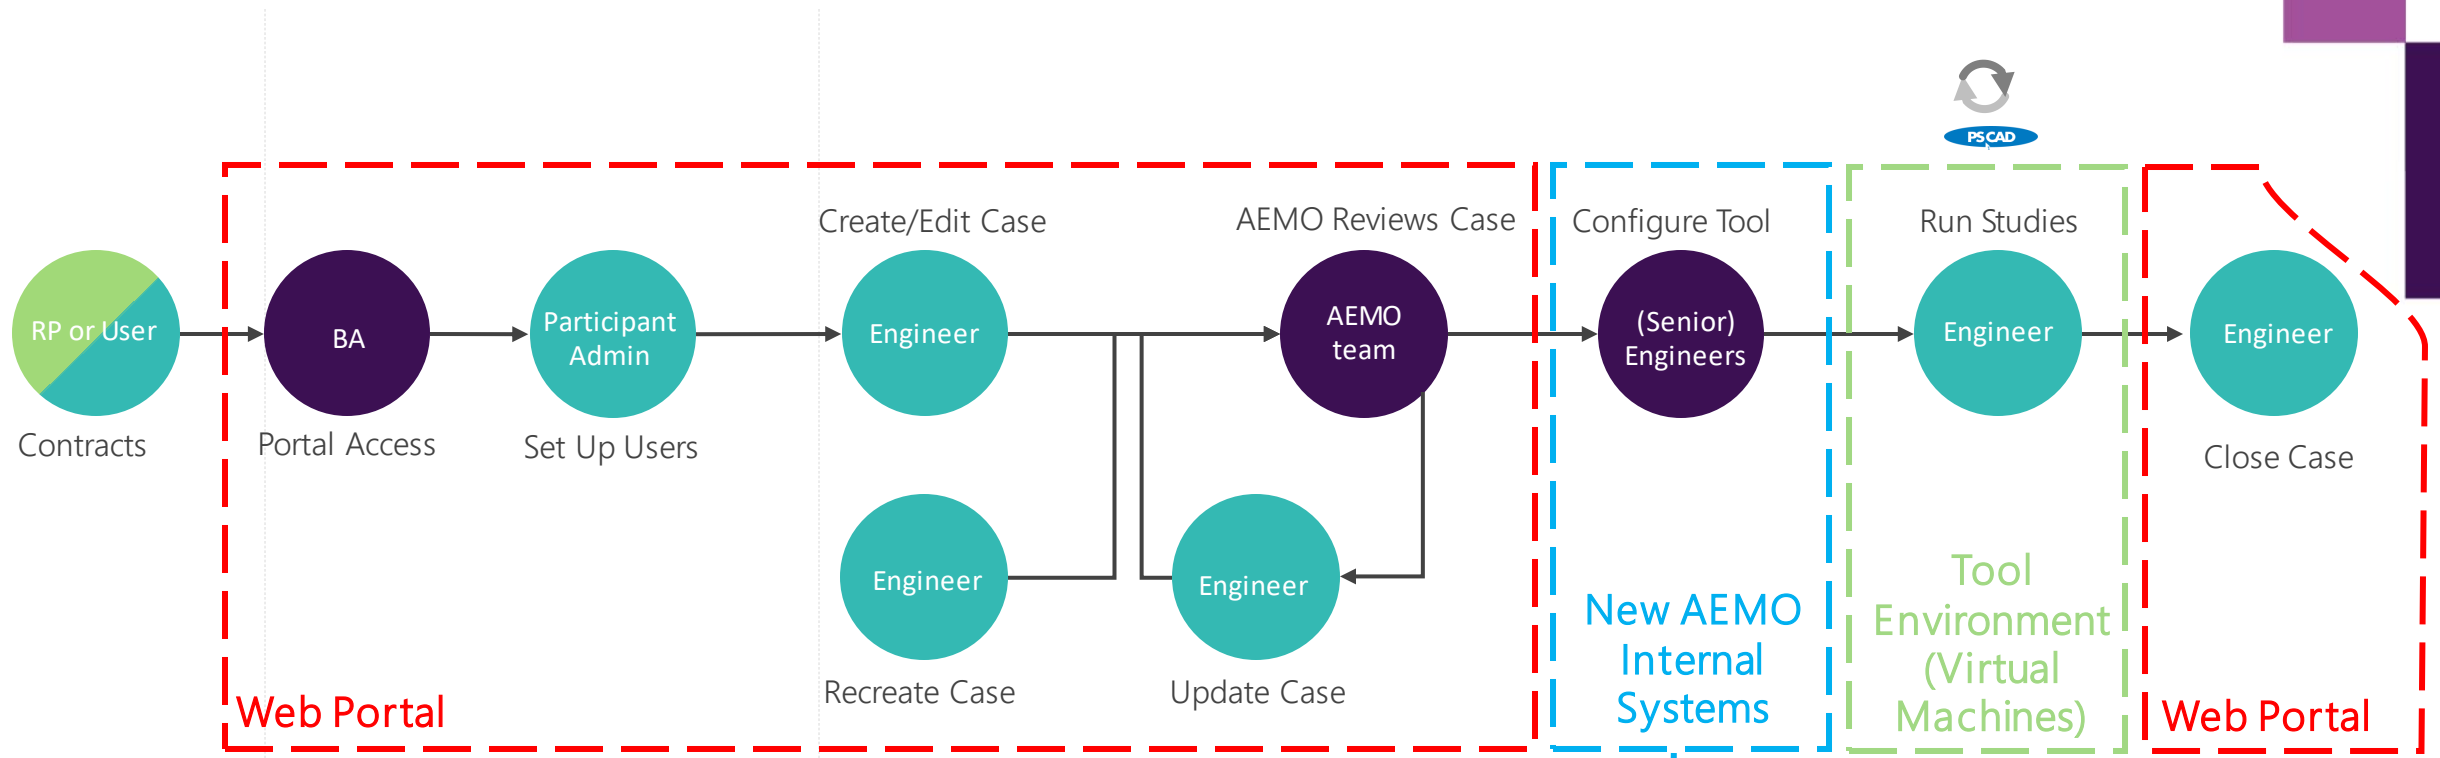 PSCAD
Create/Edit Case
AEMO Reviews Case
Configure Tool
Run Studies
RP or User
BA
Participant
Admin
Engineer
AEMO
team
(Senior)
Engineers
Engineer
Engineer
Contracts
Portal Access
Set Up Users
Close Case
Engineer
Engineer
Recreate Case
Update Case
Web Portal
New AEMO
Internal
Systems
Tool
Environment
(Virtual
Machines)
Web Portal